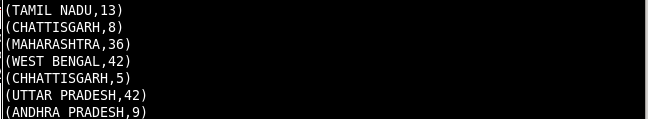 (TAMIL NADU,13)
(CHATTISGARH,8)
(MAHARASHTRA,36)
(WEST BENGAL,42)
(CHHATTISGARH,5)
(UTTAR PRADESH,42)
(ANDHRA PRADESH,9)